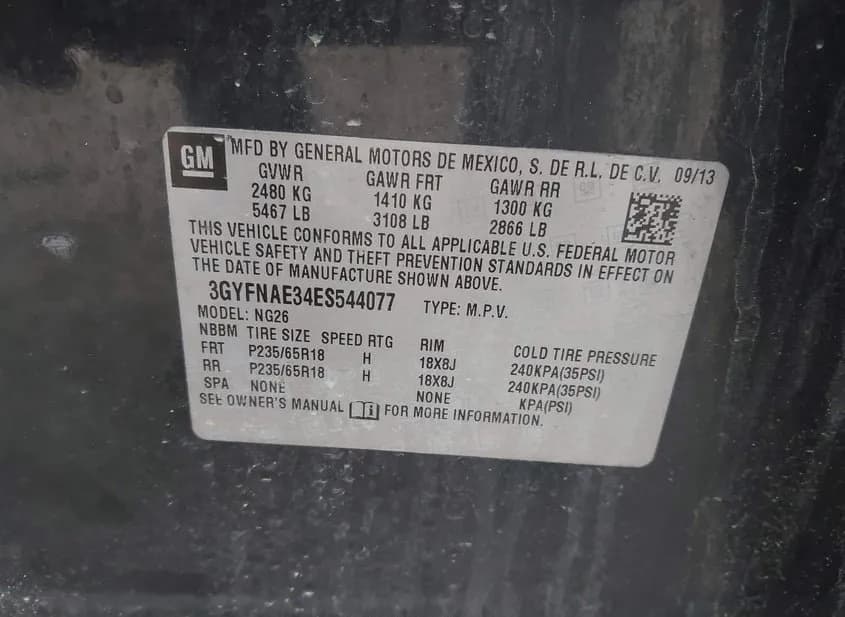 GM
MFD BY GENERAL MOTORS DE MEXICO, S. DE R.L. DE C.V. 09/13
GVWR GAWR FRT GAWR RR
2480 KG 1410 KG 1300 KG
5467 LB 3108 LB 2866 LB
THIS VEHICLE CONFORMS TO ALL APPLICABLE U.S. FEDERAL MOTOR
VEHICLE SAFETY AND THEFT PREVENTION STANDARDS IN EFFECT ON
THE DATE OF MANUFACTURE SHOWN ABOVE.
3GYFNAE34ES544077 TYPE: M.P.V.
MODEL: NG26
NBBM TIRE SIZE SPEED RTG RIM COLD TIRE PRESSURE
FRT P235/65R18 H 18X8J 240KPA(35PSI)
RR P235/65R18 H 18X8J 240KPA(35PSI)
SPA NONE NONE KPA(PSI)
SEE OWNER'S MANUAL FOR MORE INFORMATION.